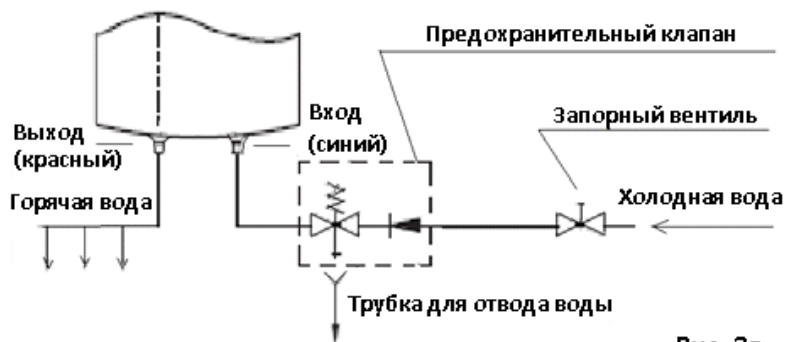 Предохранительный клапан
Вход
(синий)
Запорный вентиль
Выход
(красный)
Горячая вода
Холодная вода
Трубка для отвода воды